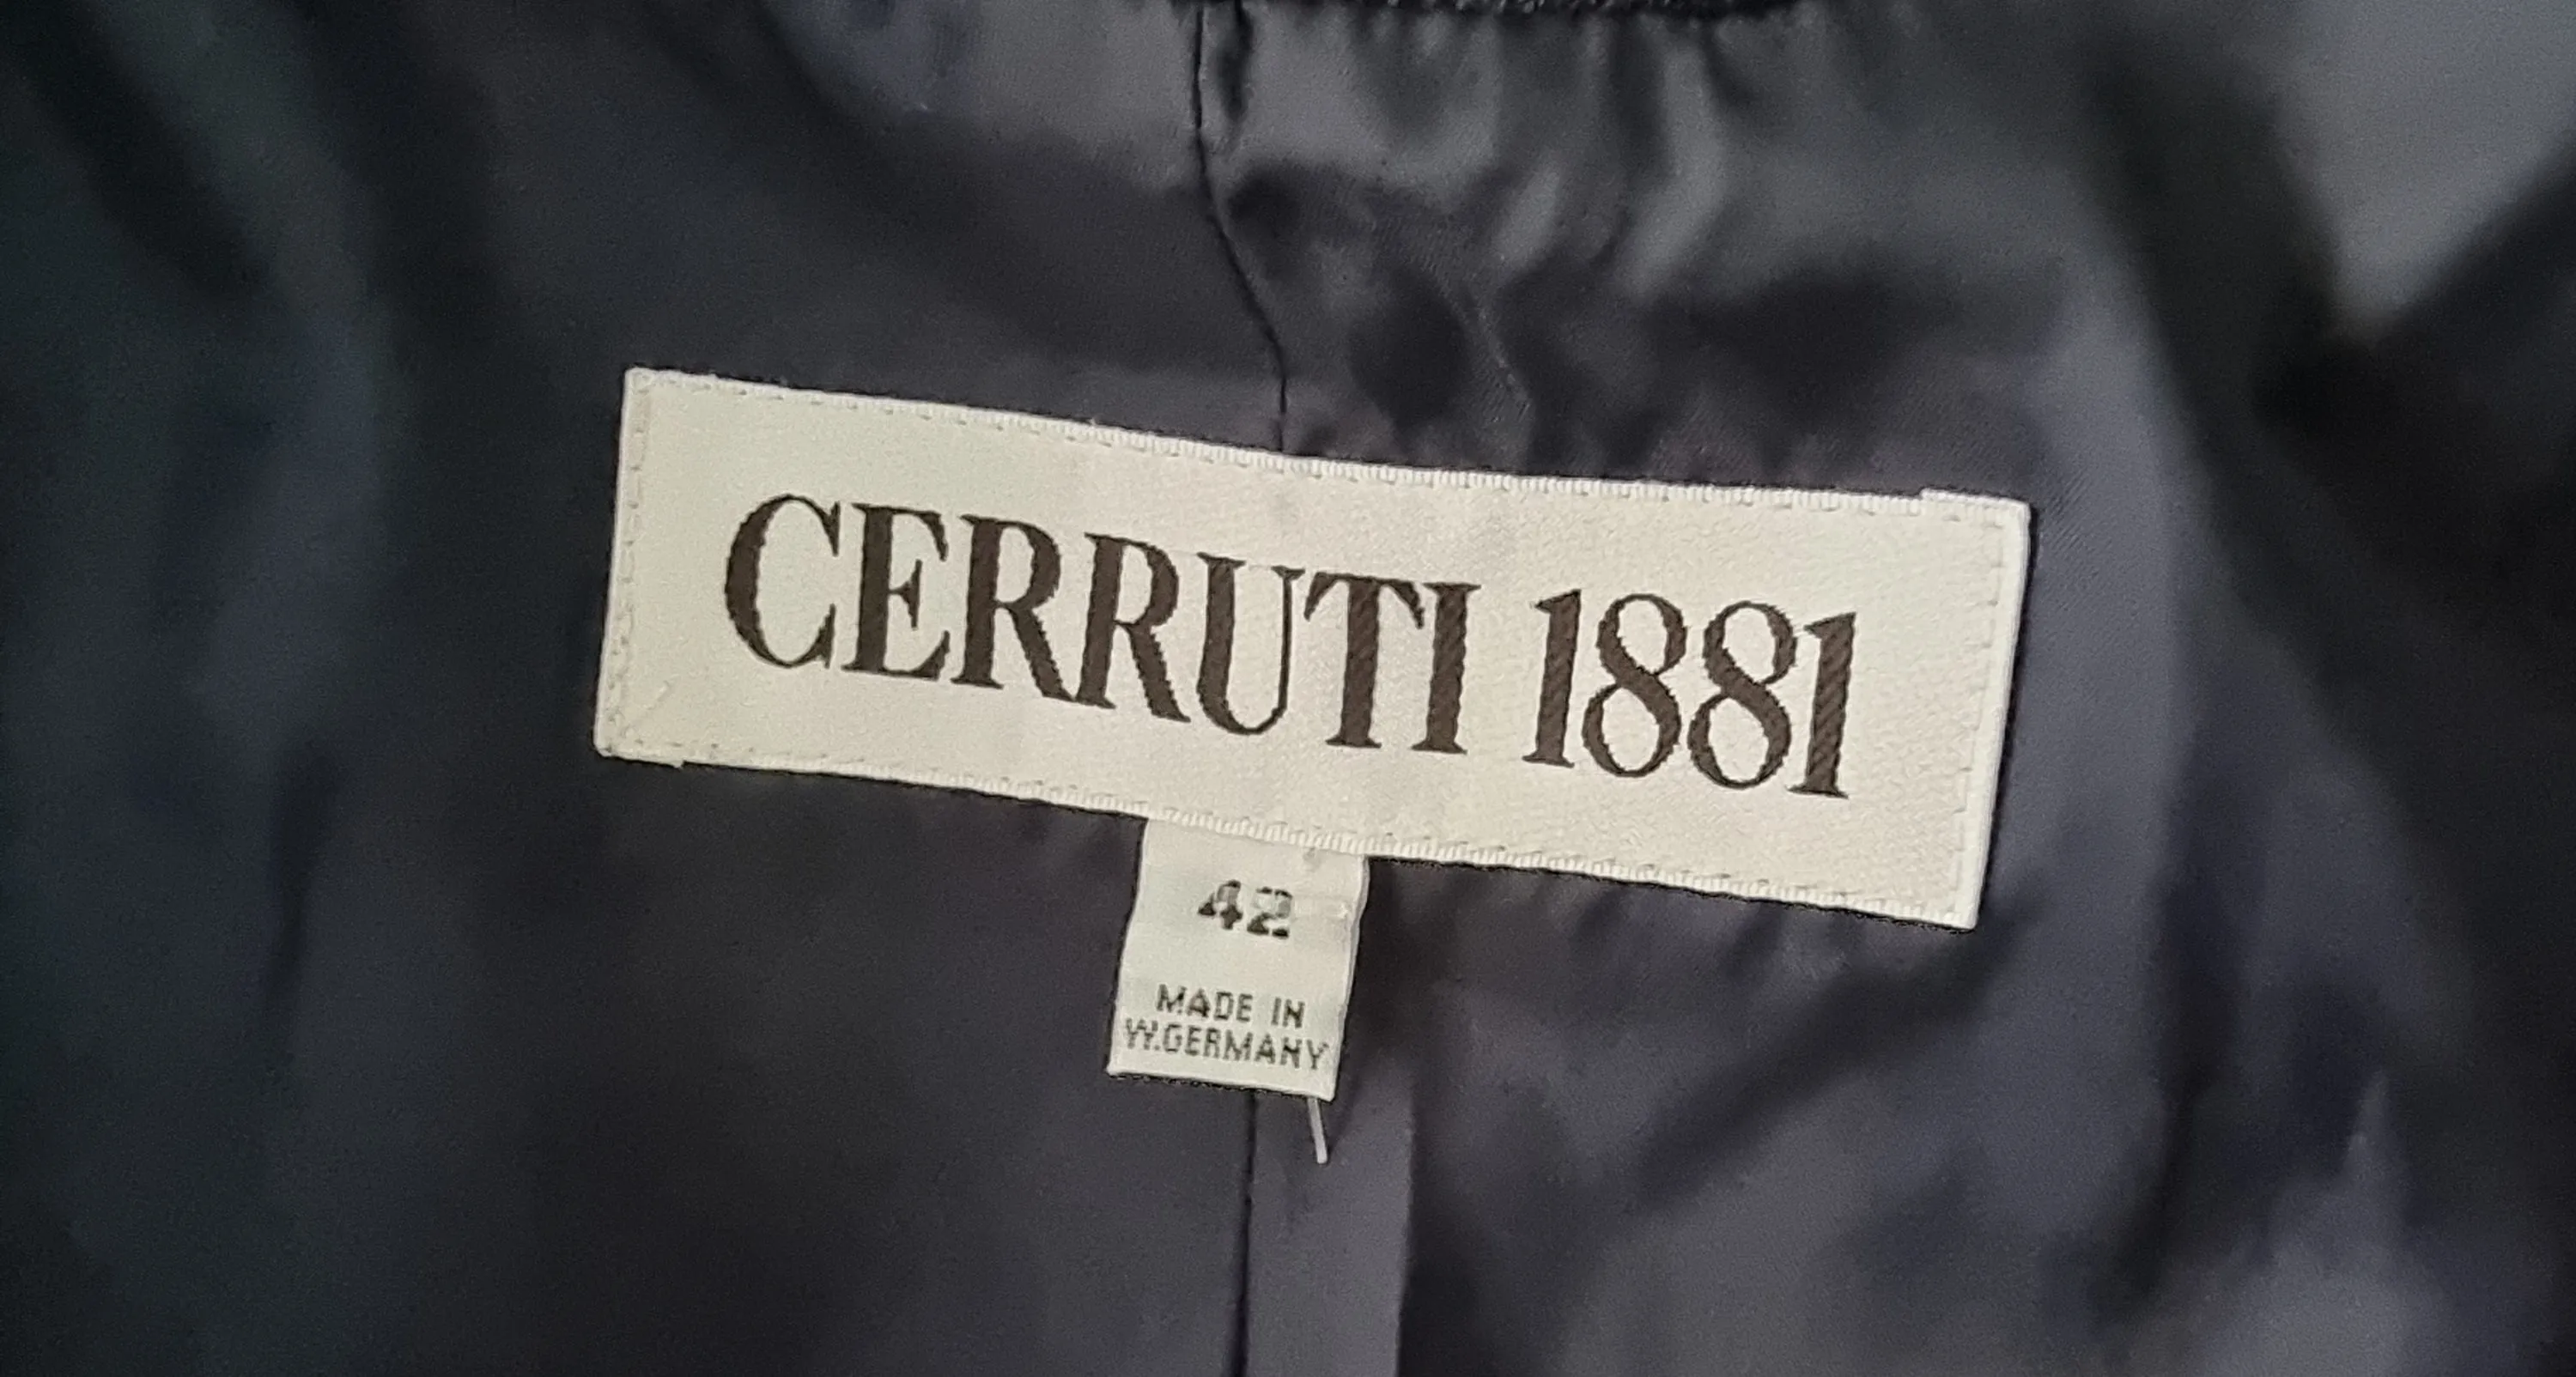 CERRUTI 1881
42
MADE IN
W.GERMANY